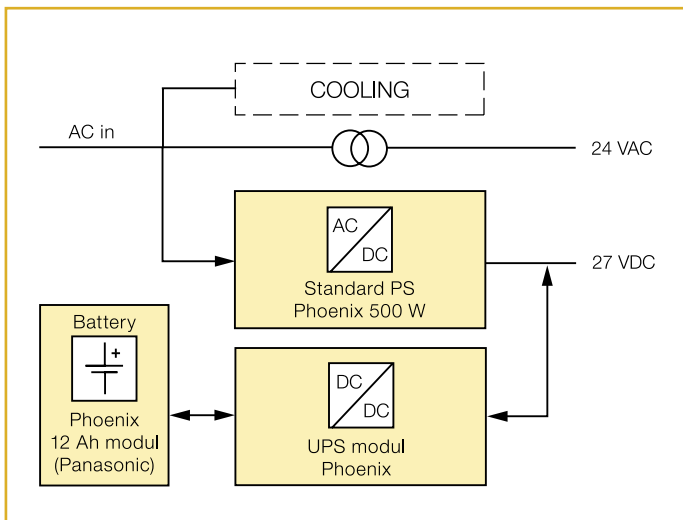 COOLING
AC in
24 VAC
AC
DC
Standard PS
Phoenix 500 W
27 VDC
Battery
+
Phoenix
12 Ah modul
(Panasonic)
DC
DC
UPS modul
Phoenix